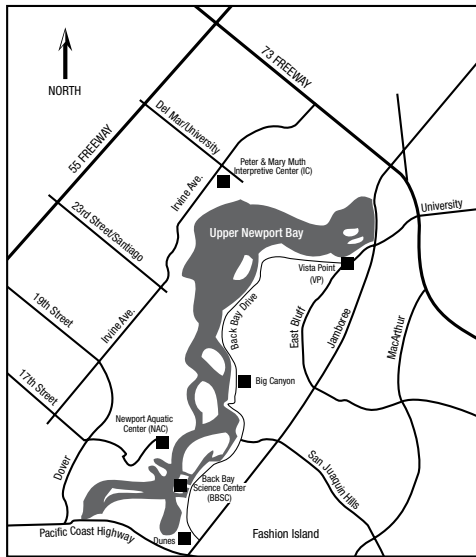 73 FREEWAY
NORTH
Del Mar/University
55 FREEWAY
Peter & Mary Muth
Interpretive Center (IC)
Irvine Ave.
University
23rd Street/Santiago
Upper Newport Bay
Vista Point
(VP)
19th Street
Irvine Ave.
Back Bay Drive
East Bluff
Jamboree
MacArthur
17th Street
Big Canyon
Newport Aquatic
Center (NAC)
Dover
Back Bay
Science Center
(BBSC)
San Juaquin Hills
Pacific Coast Highway
Dunes
Fashion Island